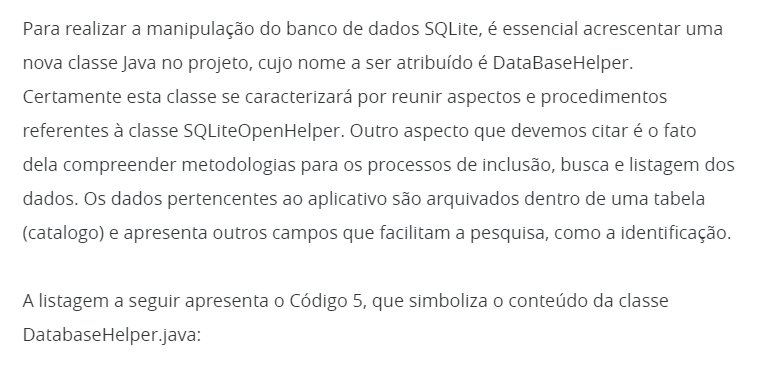 Para realizar a manipulação do banco de dados SQLite, é essencial acrescentar uma
nova classe Java no projeto, cujo nome a ser atribuído é DataBaseHelper.
Certamente esta classe se caracterizará por reunir aspectos e procedimentos
referentes à classe SQLiteOpenHelper. Outro aspecto que devemos citar é o fato
dela compreender metodologias para os processos de inclusão, busca e listagem dos
dados. Os dados pertencentes ao aplicativo são arquivados dentro de uma tabela
(catalogo) e apresenta outros campos que facilitam a pesquisa, como a identificação.
A listagem a seguir apresenta o Código 5, que simboliza o conteúdo da classe
DatabaseHelper.java: